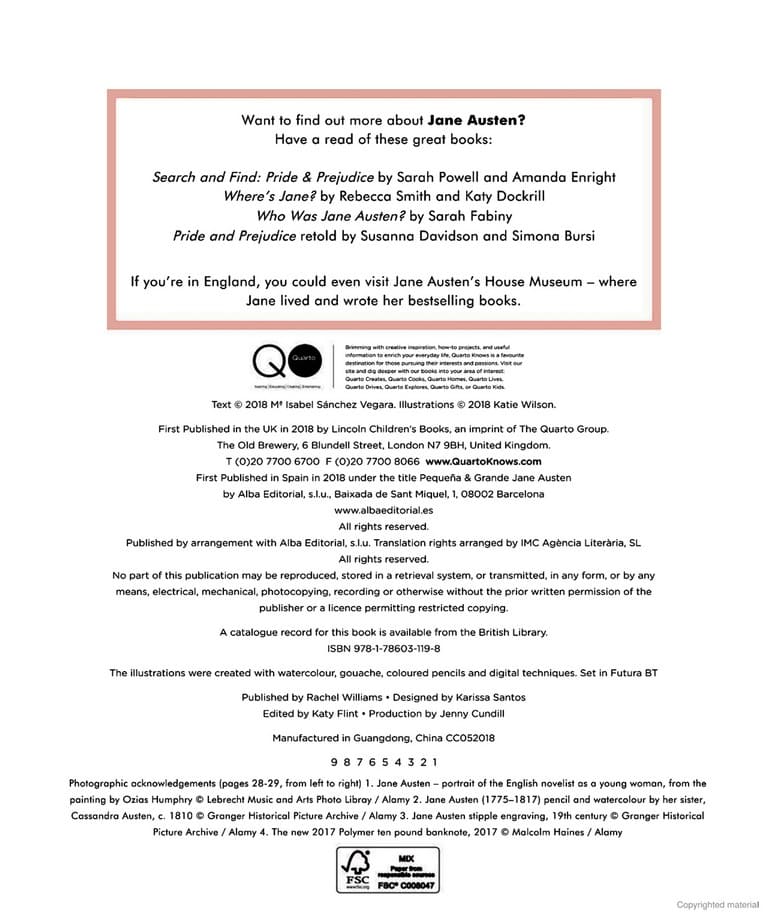 Want to find out more about Jane Austen?
Have a read of these great books:
Search and Find: Pride & Prejudice by Sarah Powell and Amanda Enright
Where's Jane? by Rebecca Smith and Katy Dockrill
Who Was Jane Austen? by Sarah Fabiny
Pride and Prejudice retold by Susanna Davidson and Simona Bursi
If you're in England, you could even visit Jane Austen's House Museum – where
Jane lived and wrote her bestselling books.
Quarto
Brimming with creative inspiration, how-to projects, and useful
information to enrich your everyday life, Quarto Knows is a favourite
destination for those pursuing their interests and passions. Visit our
site and dig deeper with our books into your area of interest:
Quarto Creates, Quarto Cooks, Quarto Homes, Quarto Lives,
Quarto Drives, Quarto Explores, Quarto Gifts, or Quarto Kids.
Text © 2018 Mª Isabel Sánchez Vegara. Illustrations © 2018 Katie Wilson.
First Published in the UK in 2018 by Lincoln Children's Books, an imprint of The Quarto Group.
The Old Brewery, 6 Blundell Street, London N7 9BH, United Kingdom.
T (0)20 7700 6700 F (0)20 7700 8066 www.QuartoKnows.com
First Published in Spain in 2018 under the title Pequeña & Grande Jane Austen
by Alba Editorial, s.l.u., Baixada de Sant Miquel, 1, 08002 Barcelona
www.albaeditorial.es
All rights reserved.
Published by arrangement with Alba Editorial, s.l.u. Translation rights arranged by IMC Agència Literària, SL
All rights reserved.
No part of this publication may be reproduced, stored in a retrieval system, or transmitted, in any form, or by any
means, electrical, mechanical, photocopying, recording or otherwise without the prior written permission of the
publisher or a licence permitting restricted copying.
A catalogue record for this book is available from the British Library.
ISBN 978-1-78603-119-8
The illustrations were created with watercolour, gouache, coloured pencils and digital techniques. Set in Futura BT
Published by Rachel Williams • Designed by Karissa Santos
Edited by Katy Flint • Production by Jenny Cundill
Manufactured in Guangdong, China CC052018
9 8 7 6 5 4 3 2 1
Photographic acknowledgements (pages 28-29, from left to right) 1. Jane Austen – portrait of the English novelist as a young woman, from the
painting by Ozias Humphry © Lebrecht Music and Arts Photo Libray / Alamy 2. Jane Austen (1775–1817) pencil and watercolour by her sister,
Cassandra Austen, c. 1810 © Granger Historical Picture Archive / Alamy 3. Jane Austen stipple engraving, 19th century © Granger Historical
Picture Archive / Alamy 4. The new 2017 Polymer ten pound banknote, 2017 © Malcolm Haines / Alamy
FSC
www.fsc.org
MIX
Paper from
responsible sources
FSC® C008047
Copyrighted material